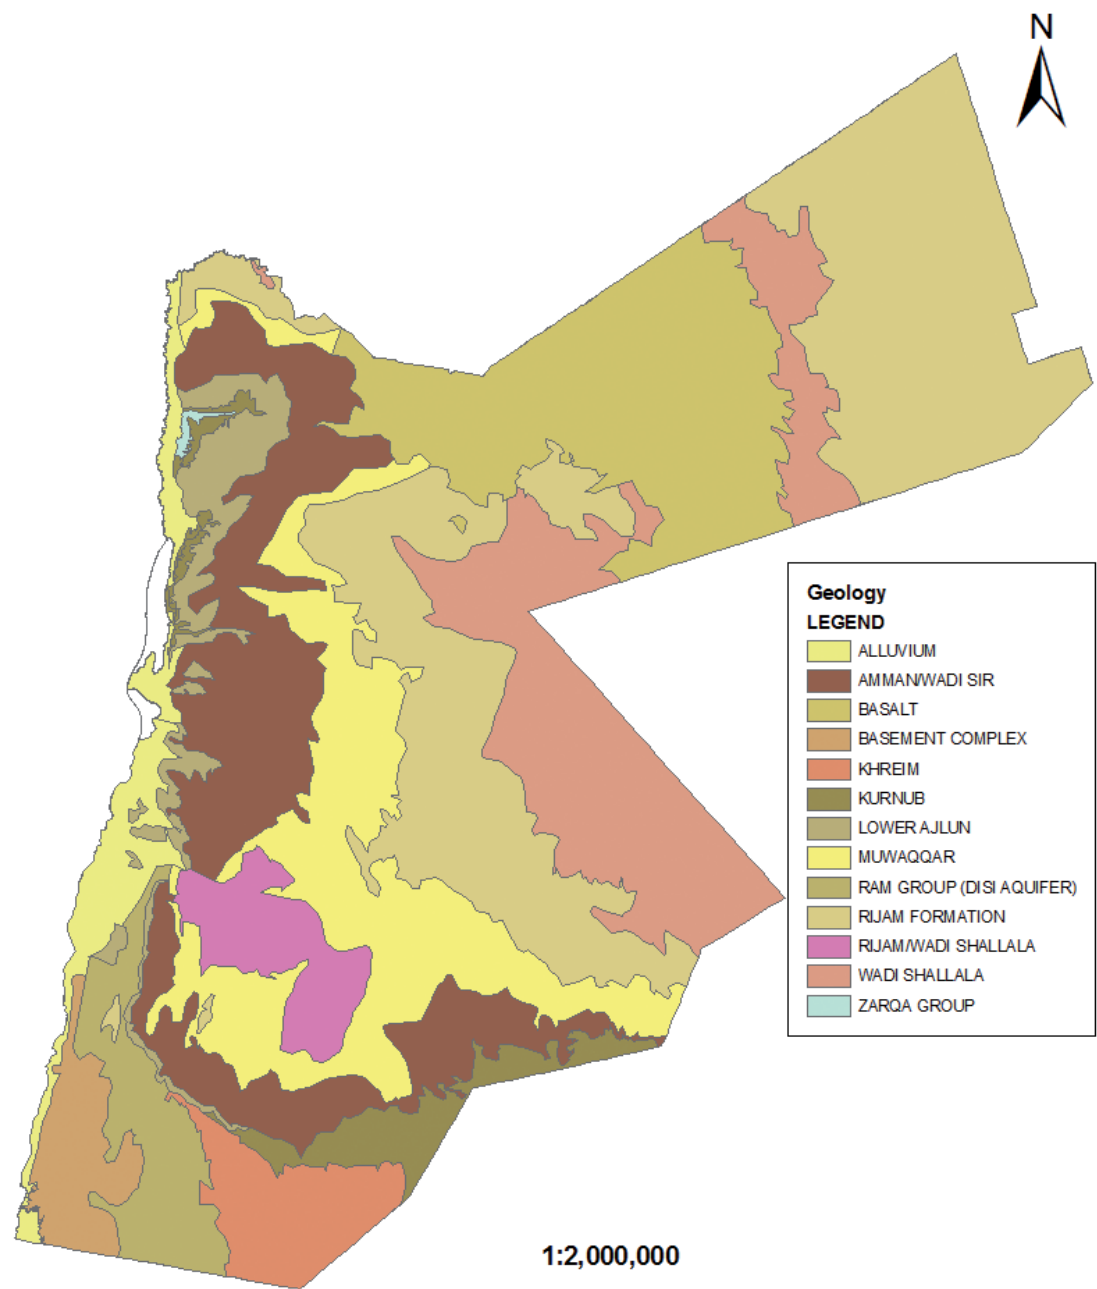 N
Geology
LEGEND
ALLUVIUM
AMMAN/WADI SIR
BASALT
BASEMENT COMPLEX
KHREIM
KURNUB
LOWER AJLUN
MUWAQQAR
RAM GROUP (DISI AQUIFER)
RIJAM FORMATION
RIJAM/WADI SHALLALA
WADI SHALLALA
ZARQA GROUP
1:2,000,000